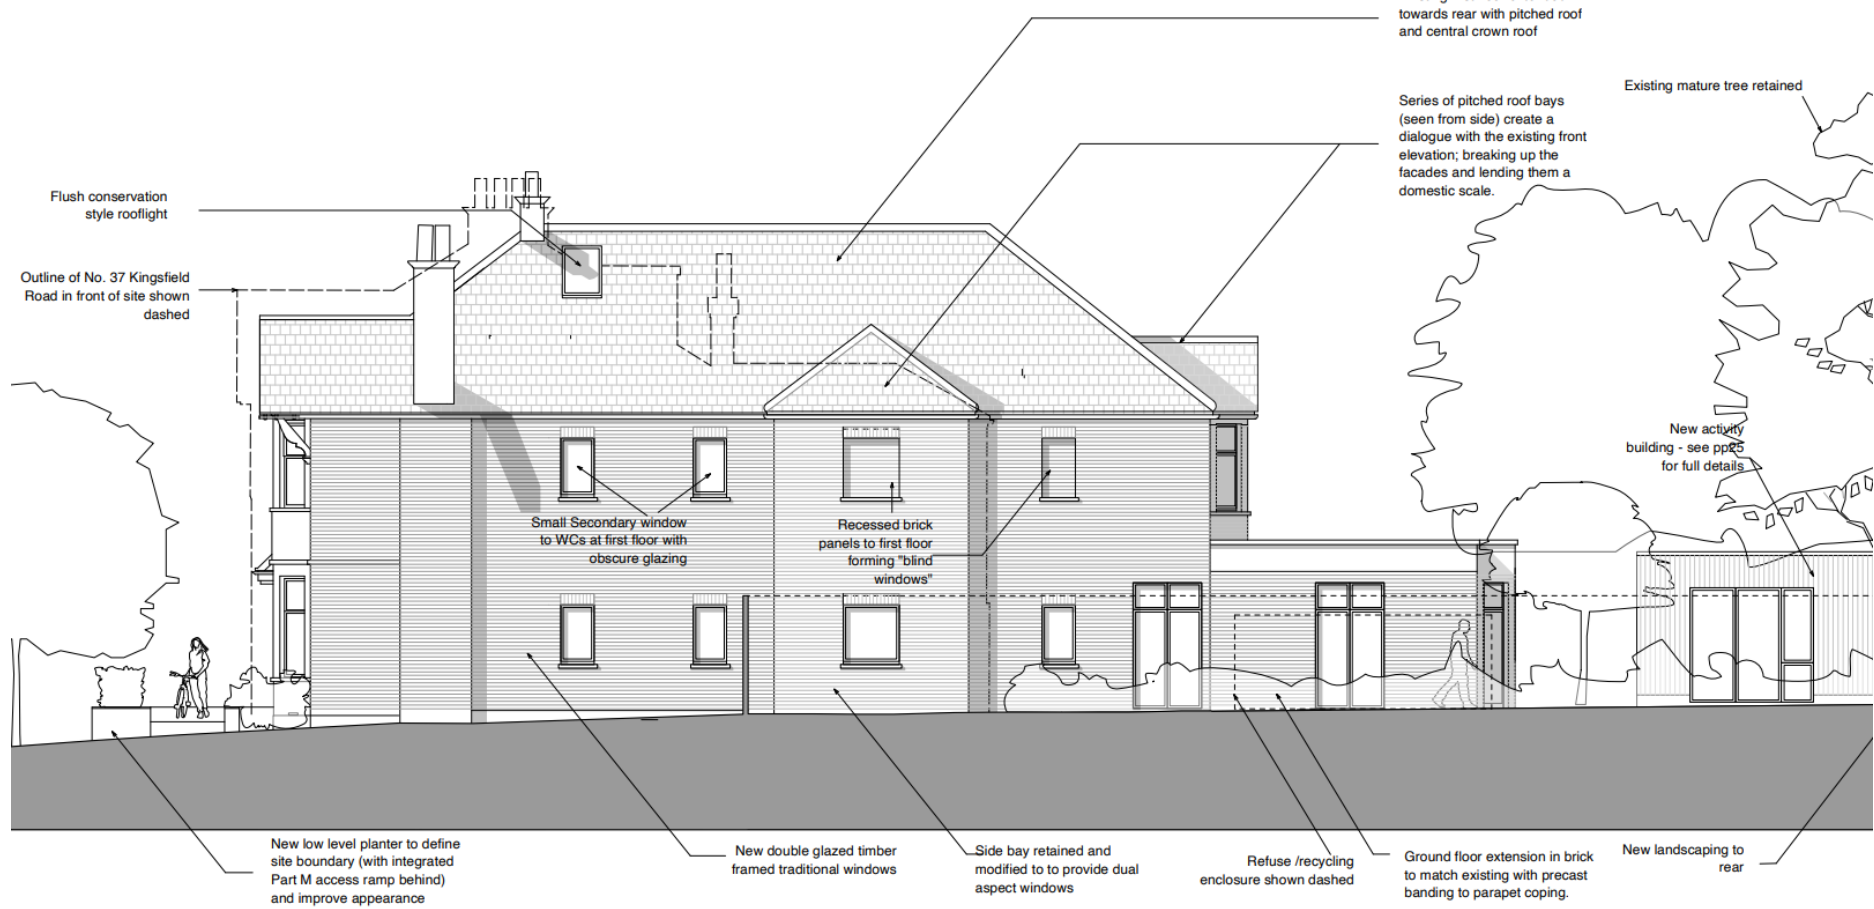 towards rear with pitched roof
and central crown roof
Existing mature tree retained
Series of pitched roof bays
(seen from side) create a
dialogue with the existing front
elevation; breaking up the
facades and lending them a
domestic scale.
Flush conservation
style rooflight
Outline of No. 37 Kingsfield
Road in front of site shown
dashed
New activity
building - see pp25
for full details
Small Secondary window
to WCs at first floor with
obscure glazing
Recessed brick
panels to first floor
forming "blind
windows"
New low level planter to define
site boundary (with integrated
Part M access ramp behind)
and improve appearance
New double glazed timber
framed traditional windows
Side bay retained and
modified to to provide dual
aspect windows
Refuse /recycling
enclosure shown dashed
Ground floor extension in brick
to match existing with precast
banding to parapet coping.
New landscaping to
rear